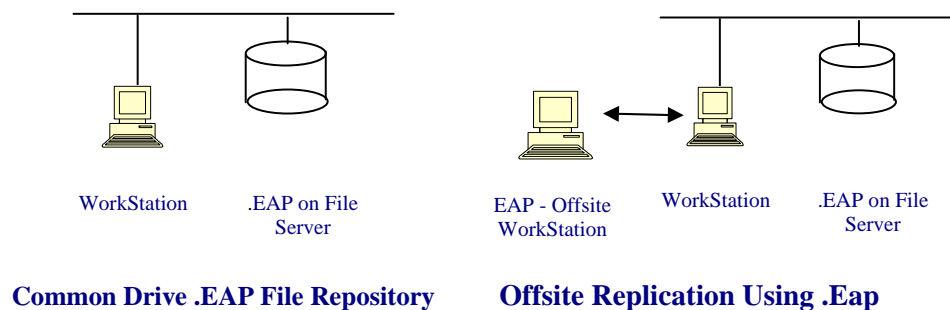 WorkStation
.EAP on File
Server
EAP - Offsite
WorkStation
WorkStation
.EAP on File
Server
Common Drive .EAP File Repository
Offsite Replication Using .Eap